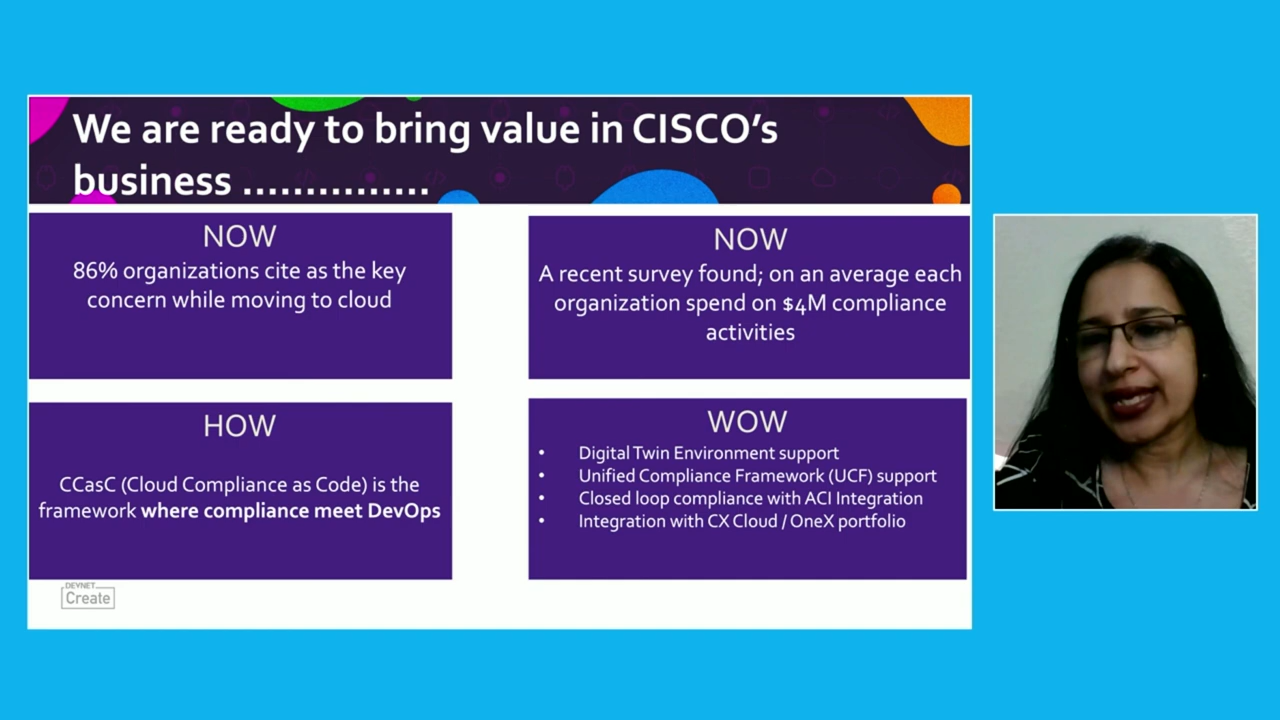 We are ready to bring value in CISCO's
business ...............
NOW
86% organizations cite as the key
concern while moving to cloud
NOW
A recent survey found; on an average each
organization spend on $4M compliance
activities
HOW
CCasC (Cloud Compliance as Code) is the
framework where compliance meet DevOps
WOW
• Digital Twin Environment support
• Unified Compliance Framework (UCF) support
• Closed loop compliance with ACI Integration
• Integration with CX Cloud / OneX portfolio
DEVNET
Create